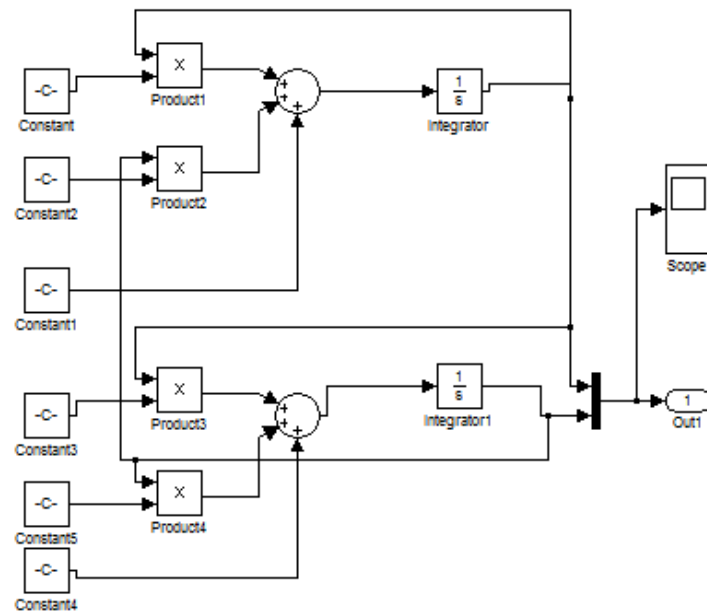 -C-
Constant
X
Product1
+
+
+
1
s
Integrator
-C-
Constant2
X
Product2
Scope
-C-
Constant1
-C-
Constant3
X
Product3
+
+
+
1
s
Integrator1
1
Out1
-C-
Constant5
X
Product4
-C-
Constant4